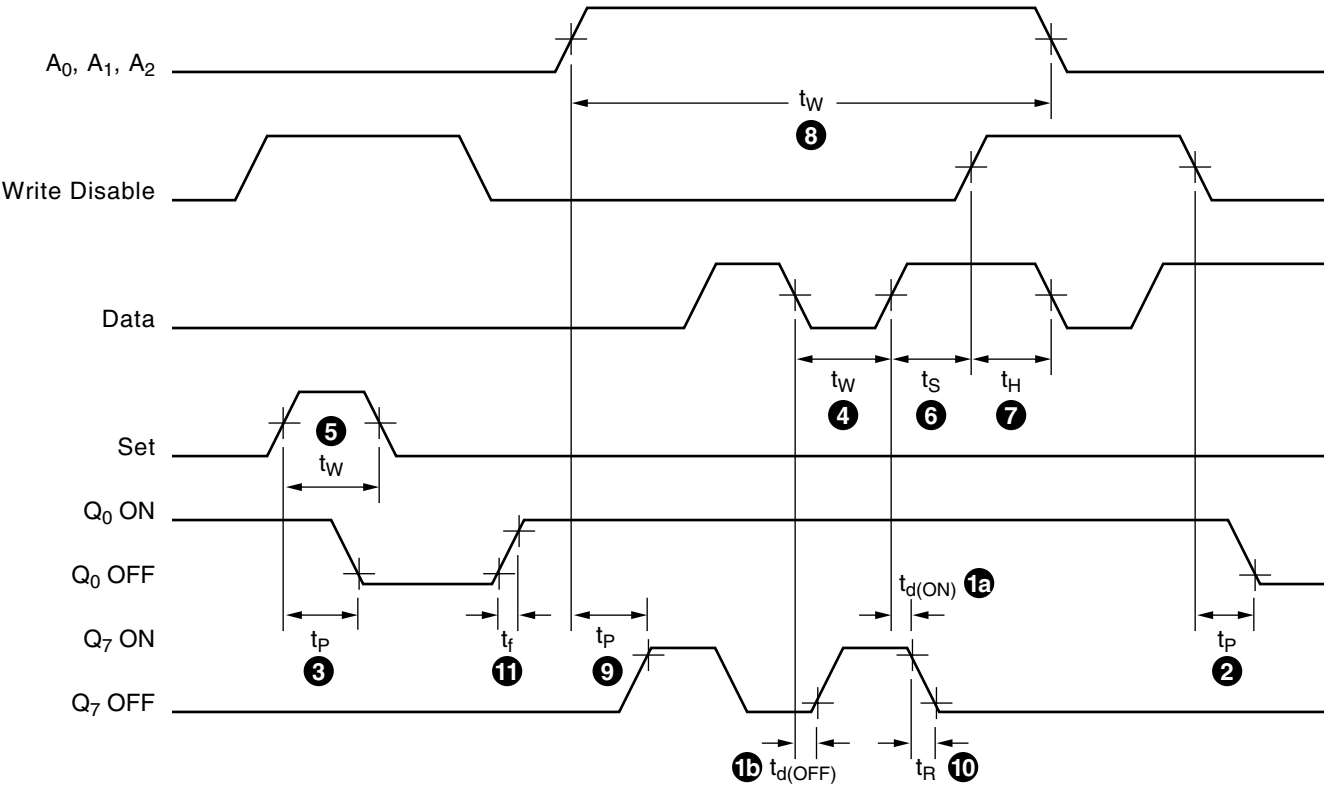 A0, A1, A2
tW
8
Write Disable
Data
tW
tS
tH
4
6
7
5
Set
tW
Q0 ON
Q0 OFF
td(ON) 1a
Q7 ON
tP
tf
tP
tP
3
11
9
2
Q7 OFF
1b td(OFF)
tR 10